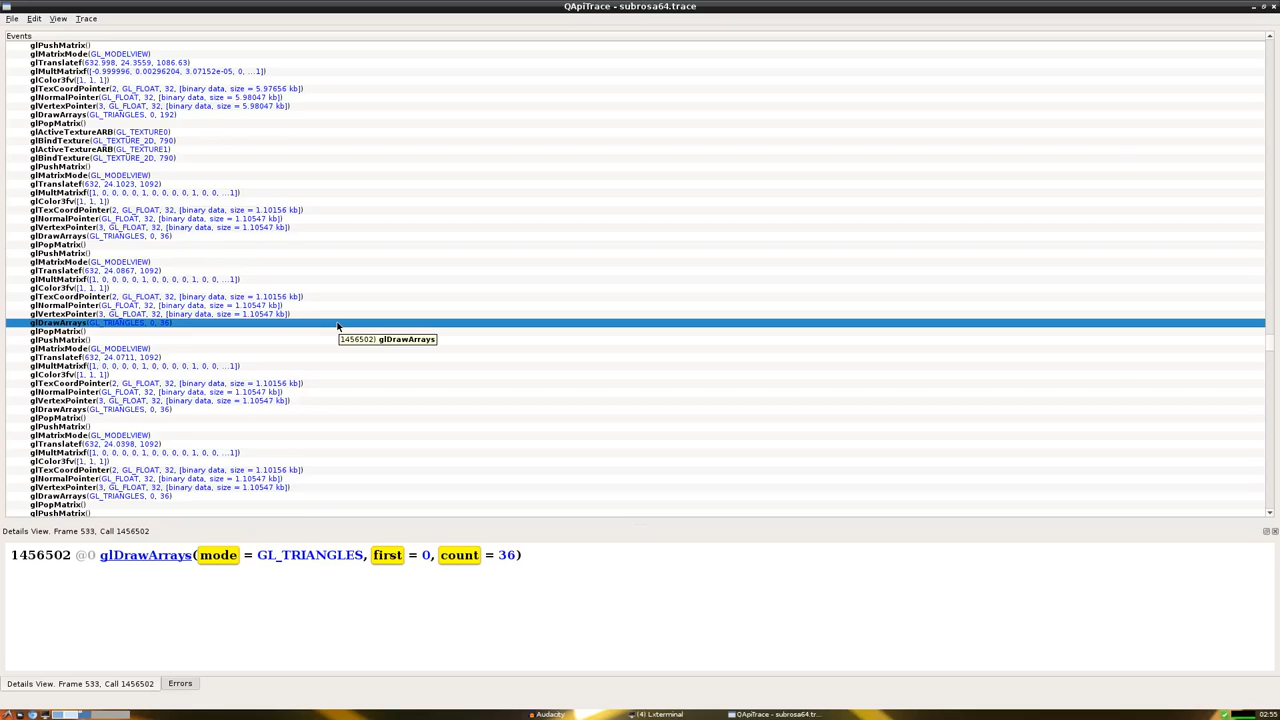 QApiTrace - subrosa64.trace
File Edit View Trace
Events
glPushMatrix()
glMatrixMode(GL_MODELVIEW)
glTranslatef(632.998, 24.3559, 1086.63)
glMultMatrixf([-0.999996, 0.00296204, 3.07152e-05, 0, ...1])
glColor3fv([1, 1, 1])
glTexCoordPointer(2, GL_FLOAT, 32, [binary data, size = 5.97656 kb])
glNormalPointer(GL_FLOAT, 32, [binary data, size = 5.98047 kb])
glVertexPointer(3, GL_FLOAT, 32, [binary data, size = 5.98047 kb])
glDrawArrays(GL_TRIANGLES, 0, 192)
glPopMatrix()
glActiveTextureARB(GL_TEXTURE0)
glBindTexture(GL_TEXTURE_2D, 790)
glActiveTextureARB(GL_TEXTURE1)
glBindTexture(GL_TEXTURE_2D, 790)
glPushMatrix()
glMatrixMode(GL_MODELVIEW)
glTranslatef(632, 24.1023, 1092)
glMultMatrixf([1, 0, 0, 0, 0, 1, 0, 0, 0, 0, 1, 0, 0, ...1])
glColor3fv([1, 1, 1])
glTexCoordPointer(2, GL_FLOAT, 32, [binary data, size = 1.10156 kb])
glNormalPointer(GL_FLOAT, 32, [binary data, size = 1.10547 kb])
glVertexPointer(3, GL_FLOAT, 32, [binary data, size = 1.10547 kb])
glDrawArrays(GL_TRIANGLES, 0, 36)
glPopMatrix()
glPushMatrix()
glMatrixMode(GL_MODELVIEW)
glTranslatef(632, 24.0867, 1092)
glMultMatrixf([1, 0, 0, 0, 0, 1, 0, 0, 0, 0, 1, 0, 0, ...1])
glColor3fv([1, 1, 1])
glTexCoordPointer(2, GL_FLOAT, 32, [binary data, size = 1.10156 kb])
glNormalPointer(GL_FLOAT, 32, [binary data, size = 1.10547 kb])
glVertexPointer(3, GL_FLOAT, 32, [binary data, size = 1.10547 kb])
glDrawArrays(GL_TRIANGLES, 0, 36)
glPopMatrix()
1456502) glDrawArrays
glPushMatrix()
glMatrixMode(GL_MODELVIEW)
glTranslatef(632, 24.0711, 1092)
glMultMatrixf([1, 0, 0, 0, 0, 1, 0, 0, 0, 0, 1, 0, 0, ...1])
glColor3fv([1, 1, 1])
glTexCoordPointer(2, GL_FLOAT, 32, [binary data, size = 1.10156 kb])
glNormalPointer(GL_FLOAT, 32, [binary data, size = 1.10547 kb])
glVertexPointer(3, GL_FLOAT, 32, [binary data, size = 1.10547 kb])
glDrawArrays(GL_TRIANGLES, 0, 36)
glPopMatrix()
glPushMatrix()
glMatrixMode(GL_MODELVIEW)
glTranslatef(632, 24.0398, 1092)
glMultMatrixf([1, 0, 0, 0, 0, 1, 0, 0, 0, 0, 1, 0, 0, ...1])
glColor3fv([1, 1, 1])
glTexCoordPointer(2, GL_FLOAT, 32, [binary data, size = 1.10156 kb])
glNormalPointer(GL_FLOAT, 32, [binary data, size = 1.10547 kb])
glVertexPointer(3, GL_FLOAT, 32, [binary data, size = 1.10547 kb])
glDrawArrays(GL_TRIANGLES, 0, 36)
glPopMatrix()
glPushMatrix()
Details View. Frame 533, Call 1456502
1456502 @0 glDrawArrays(mode = GL_TRIANGLES, first = 0, count = 36)
Details View. Frame 533, Call 1456502 Errors
Audacity (4) Lxterminal QApiTrace - subrosa64.tr... 02:55